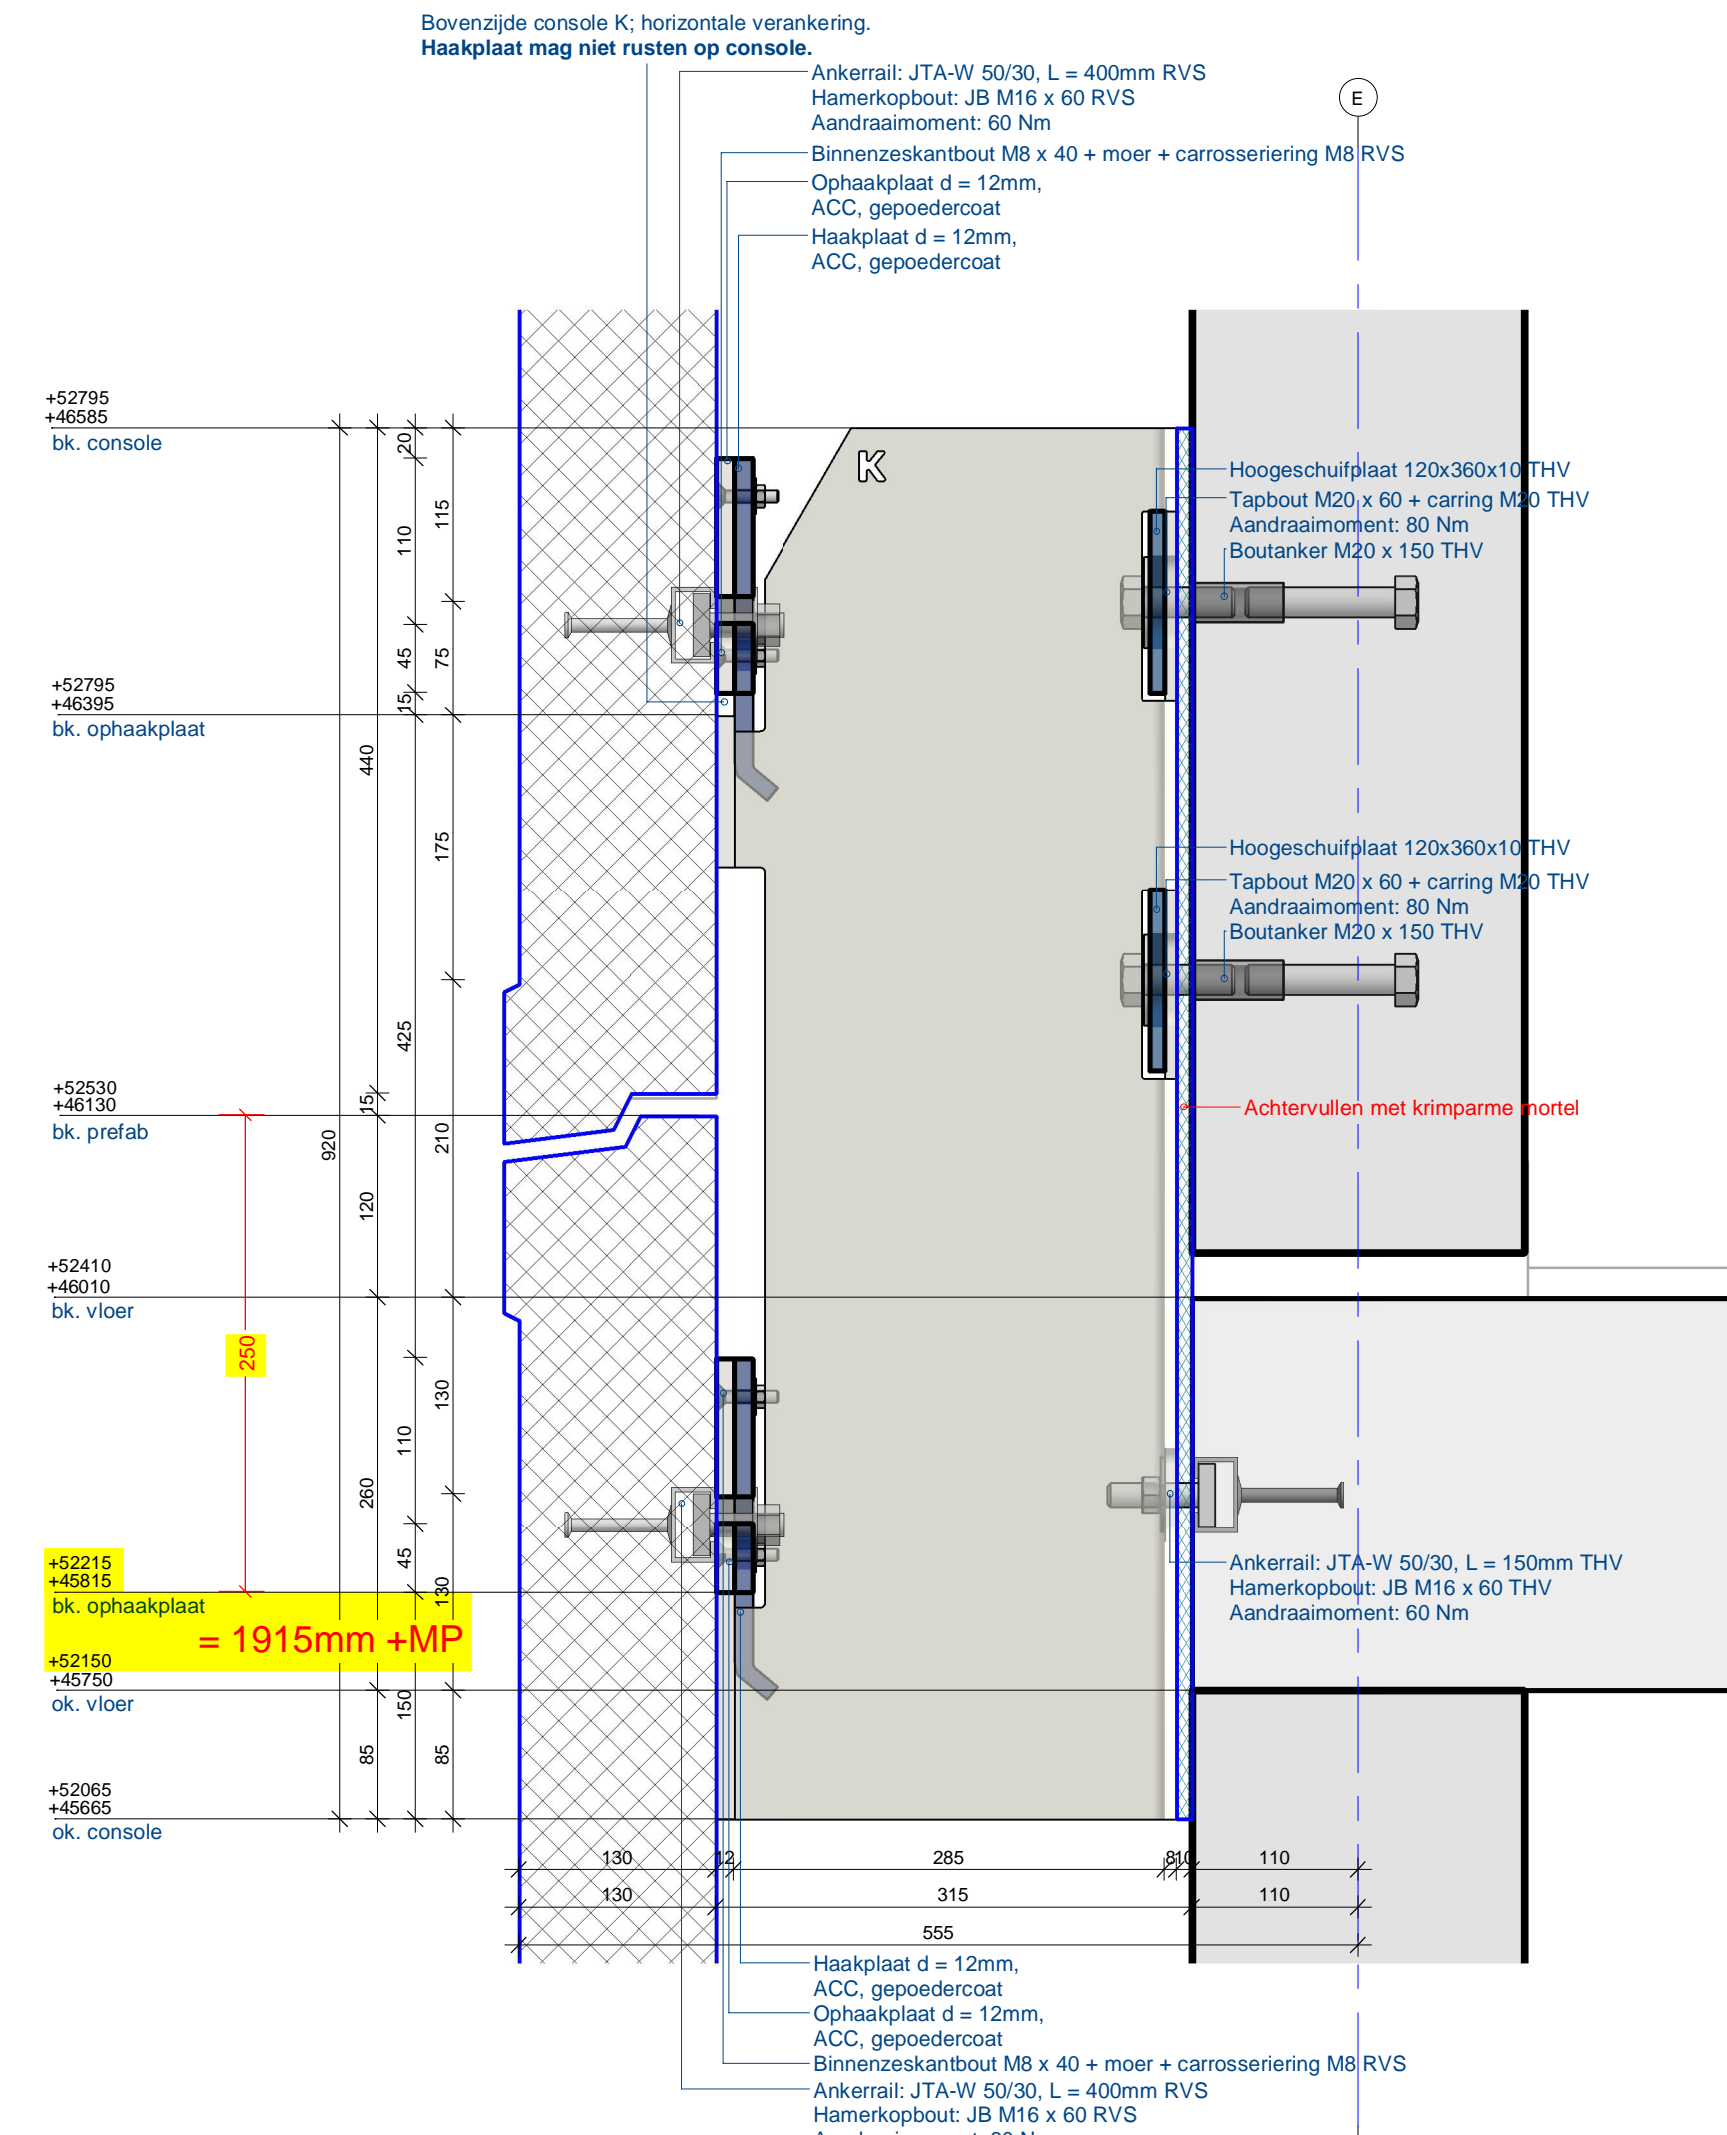 Bovenzijde console K; horizontale verankering.
Haakplaat mag niet rusten op console.
Ankerrail: JTA-W 50/30, L = 400mm RVS
Hamerkopbout: JB M16 x 60 RVS
Aandraaimoment: 60 Nm
E
Binnenzeskantbout M8 x 40 + moer + carrosseriering M8 RVS
Ophaakplaat d = 12mm,
ACC, gepoedercoat
Haakplaat d = 12mm,
ACC, gepoedercoat
+52795
+46585
bk. console
20
K
115
110
Hoogeschuifplaat 120x360x10 THV
Tapbout M20 x 60 + carring M20 THV
Aandraaimoment: 80 Nm
Boutanker M20 x 150 THV
45
75
15
+52795
+46395
bk. ophaakplaat
440
175
Hoogeschuifplaat 120x360x10 THV
Tapbout M20 x 60 + carring M20 THV
Aandraaimoment: 80 Nm
Boutanker M20 x 150 THV
425
+52530
+46130
bk. prefab
15
Achtervullen met krimparme mortel
920
210
120
+52410
+46010
bk. vloer
250
130
110
260
45
130
+52215
+45815
bk. ophaakplaat
= 1915mm +MP
Ankerrail: JTA-W 50/30, L = 150mm THV
Hamerkopbout: JB M16 x 60 THV
Aandraaimoment: 60 Nm
+52150
+45750
ok. vloer
150
85
85
+52065
+45665
ok. console
130 12 285 8 10 110
130 315 110
555
Haakplaat d = 12mm,
ACC, gepoedercoat
Ophaakplaat d = 12mm,
ACC, gepoedercoat
Binnenzeskantbout M8 x 40 + moer + carrosseriering M8 RVS
Ankerrail: JTA-W 50/30, L = 400mm RVS
Hamerkopbout: JB M16 x 60 RVS